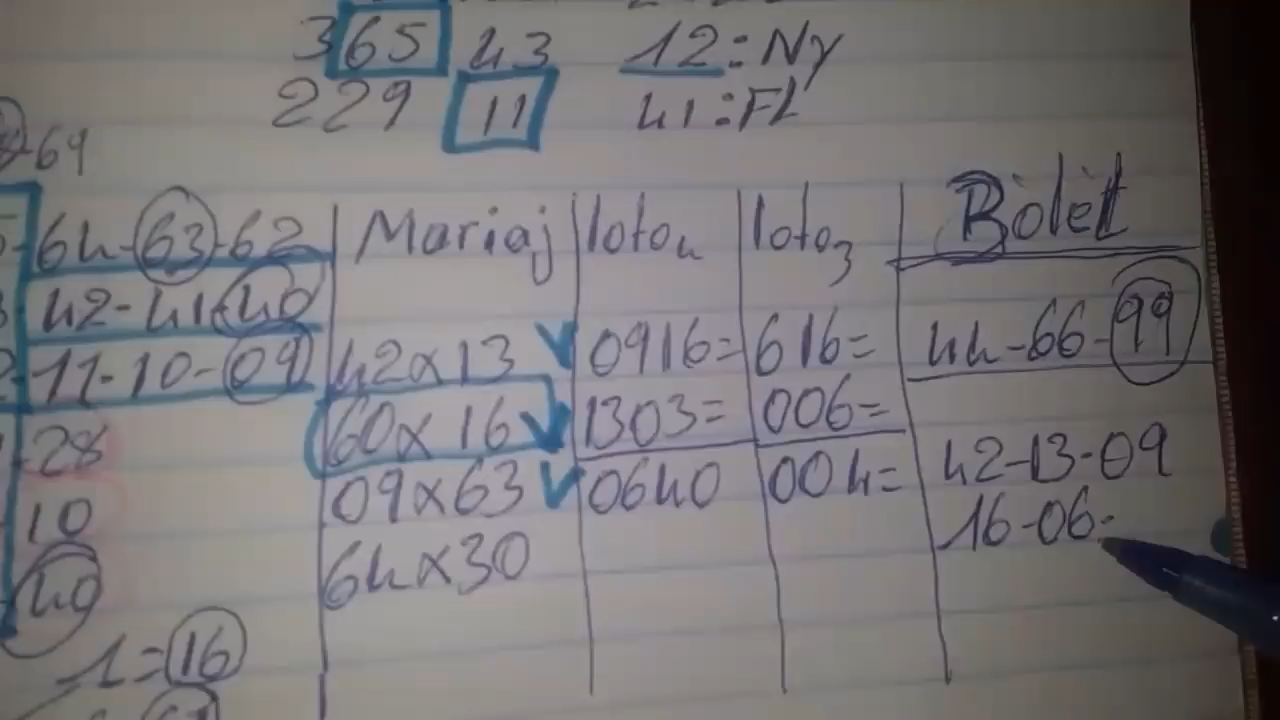 365 43 12:Ny
229 11 41:FL
-69
64-63-62 Mariaj loto4 loto3 Bòlèt
42-41-40
11-10-09 42x13 0916= 616= 44-66-99
28 60x16 1303= 006=
09x63 0640 004= 42-13-09
10 16-06-
40 64x30
1=16